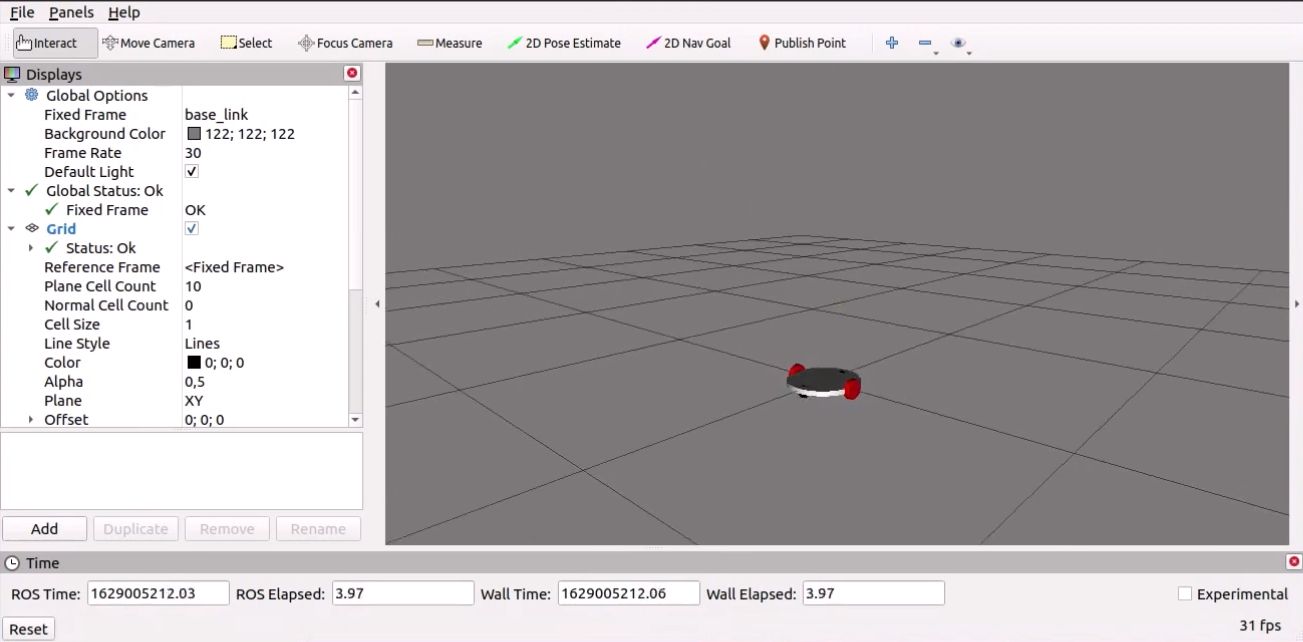 File Panels Help
Interact Move Camera Select Focus Camera Measure 2D Pose Estimate 2D Nav Goal Publish Point
Displays
Global Options
Fixed Frame base_link
Background Color 122; 122; 122
Frame Rate 30
Default Light
Global Status: Ok
Fixed Frame OK
Grid
Status: Ok
Reference Frame <Fixed Frame>
Plane Cell Count 10
Normal Cell Count 0
Cell Size 1
Line Style Lines
Color 0; 0; 0
Alpha 0,5
Plane XY
Offset 0; 0; 0
Add Duplicate Remove Rename
Time
ROS Time: 1629005212.03 ROS Elapsed: 3.97 Wall Time: 1629005212.06 Wall Elapsed: 3.97 Experimental
Reset 31 fps